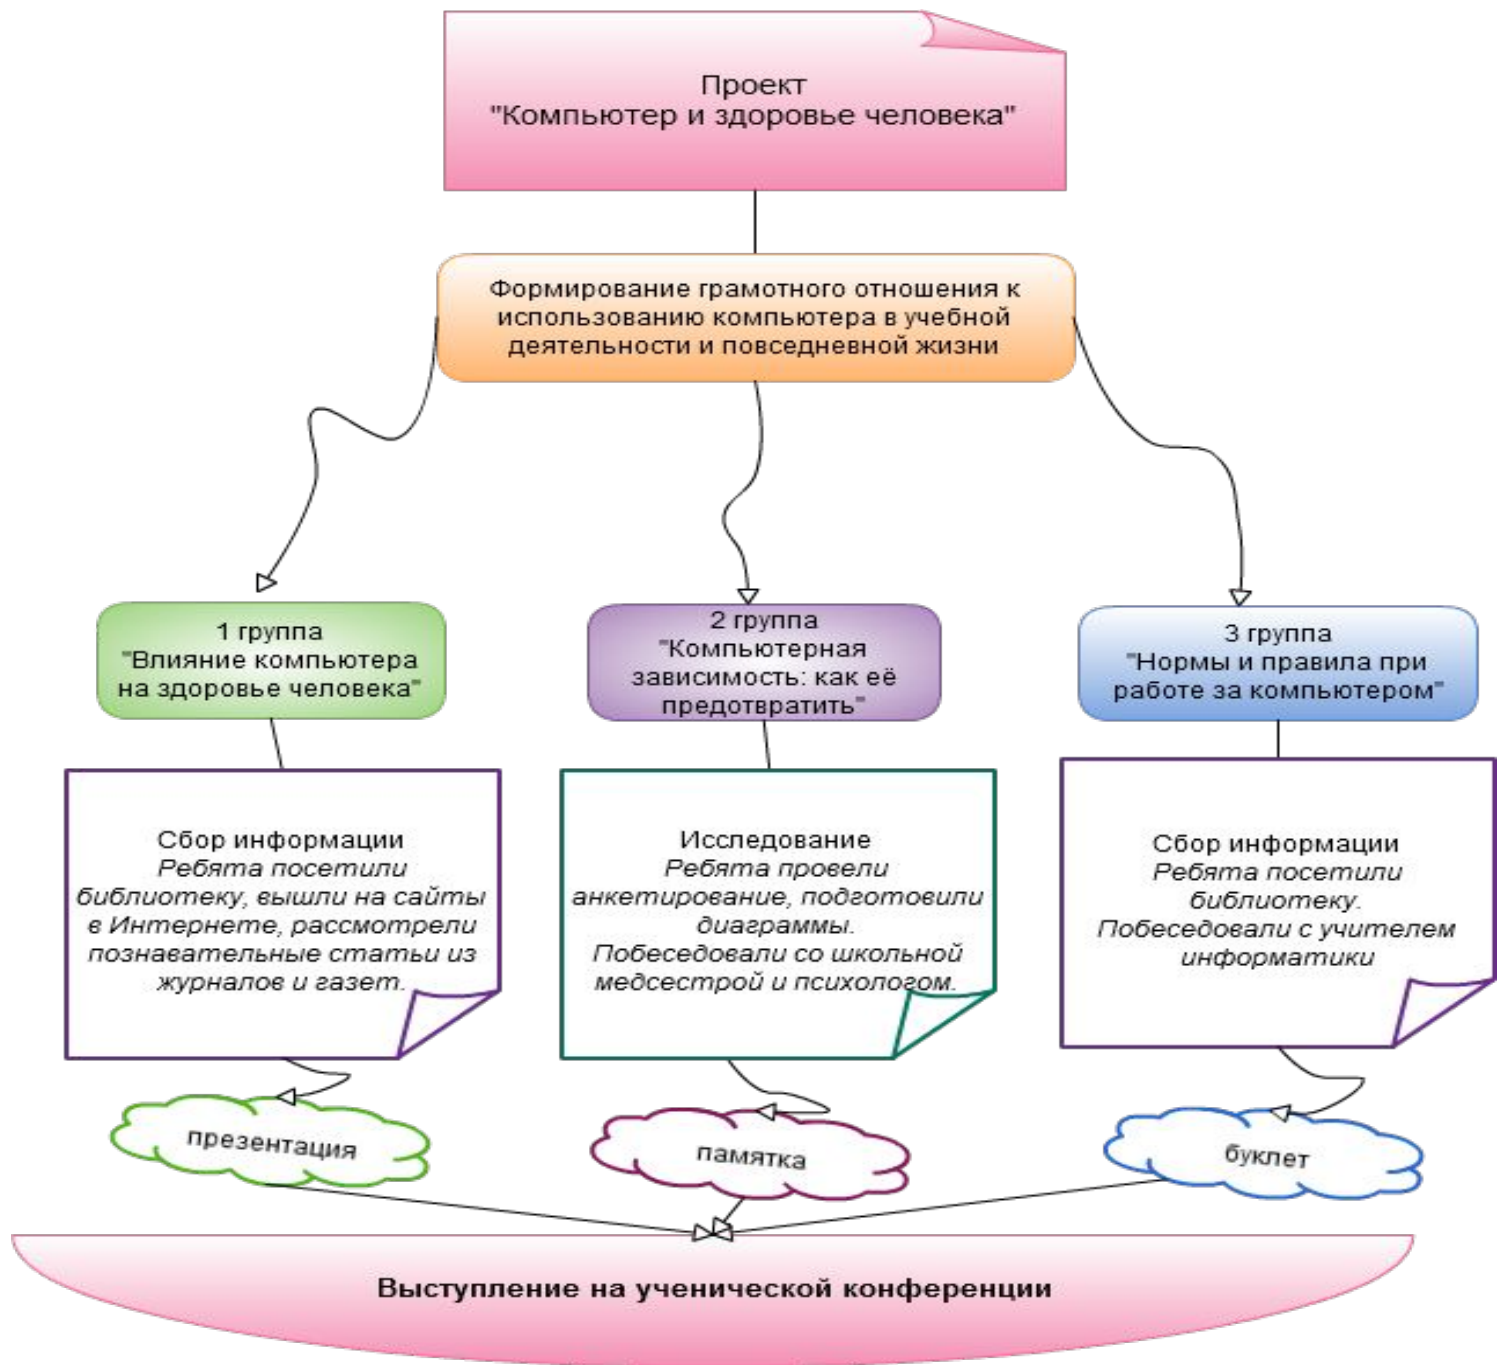 Проект
"Компьютер и здоровье человека"
Формирование грамотного отношения к
использованию компьютера в учебной
деятельности и повседневной жизни
1 группа
"Влияние компьютера
на здоровье человека"
2 группа
"Компьютерная
зависимость: как её
предотвратить"
3 группа
"Нормы и правила при
работе за компьютером"
Сбор информации
Ребята посетили
библиотеку, вышли на сайты
в Интернете, рассмотрели
познавательные статьи из
журналов и газет.
Исследование
Ребята провели
анкетирование, подготовили
диаграммы.
Побеседовали со школьной
медсестрой и психологом.
Сбор информации
Ребята посетили
библиотеку.
Побеседовали с учителем
информатики
презентация
памятка
буклет
Выступление на ученической конференции